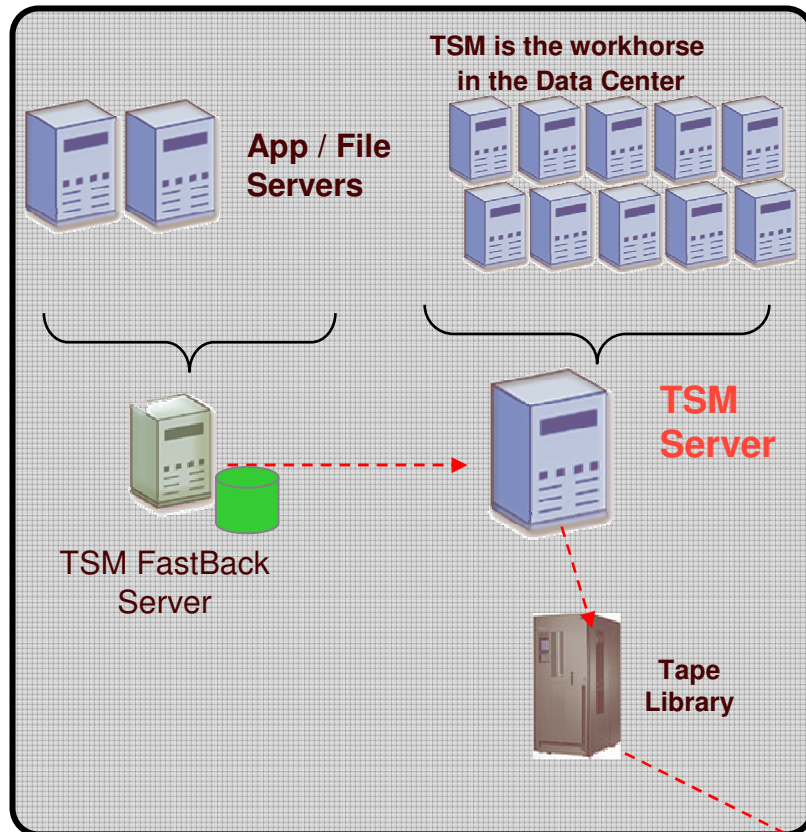 TSM is the workhorse
in the Data Center
App / File
Servers
TSM
Server
TSM FastBack
Server
Tape
Library